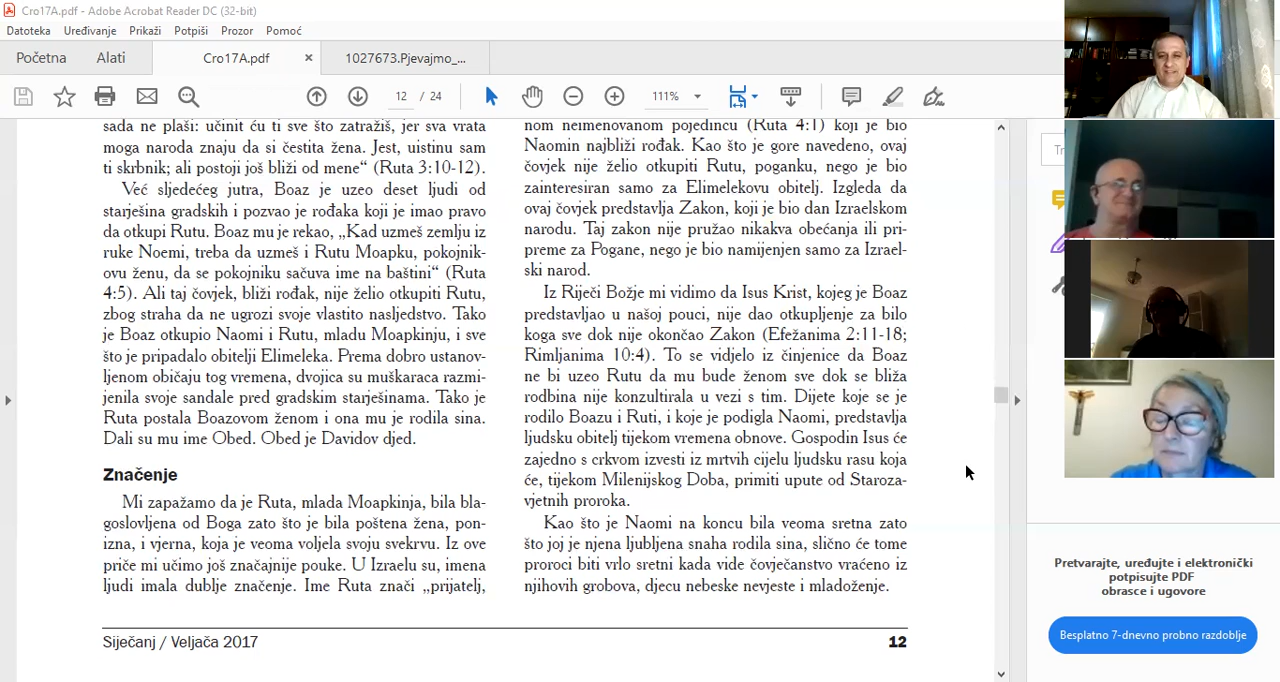 Cro17A.pdf - Adobe Acrobat Reader DC (32-bit)
Datoteka Uređivanje Prikaži Potpiši Prozor Pomoć
Početna Alati Cro17A.pdf × 1027673.Pjevajmo_...
12 / 24 111%
sada ne plaši: učinit ću ti sve što zatražiš, jer sva vrata
moga naroda znaju da si čestita žena. Jest, uistinu sam
ti skrbnik; ali postoji još bliži od mene“ (Ruta 3:10-12).
Već sljedećeg jutra, Boaz je uzeo deset ljudi od
starješina gradskih i pozvao je rođaka koji je imao pravo
da otkupi Rutu. Boaz mu je rekao, „Kad uzmeš zemlju iz
ruke Noemi, treba da uzmeš i Rutu Moapku, pokojnik-
ovu ženu, da se pokojniku sačuva ime na baštini“ (Ruta
4:5). Ali taj čovjek, bliži rođak, nije želio otkupiti Rutu,
zbog straha da ne ugrozi svoje vlastito nasljedstvo. Tako
je Boaz otkupio Naomi i Rutu, mladu Moapkinju, i sve
što je pripadalo obitelji Elimeleka. Prema dobro ustanov-
ljenom običaju tog vremena, dvojica su muškaraca razmi-
jenila svoje sandale pred gradskim starješinama. Tako je
Ruta postala Boazovom ženom i ona mu je rodila sina.
Dali su mu ime Obed. Obed je Davidov djed.
Značenje
Mi zapažamo da je Ruta, mlada Moapkinja, bila bla-
goslovljena od Boga zato što je bila poštena žena, pon-
izna, i vjerna, koja je veoma voljela svoju svekrvu. Iz ove
priče mi učimo još značajnije pouke. U Izraelu su, imena
ljudi imala dublje značenje. Ime Ruta znači „prijatelj,
nom neimenovanom pojedincu (Ruta 4:1) koji je bio
Naomin najbliži rođak. Kao što je gore navedeno, ovaj
čovjek nije želio otkupiti Rutu, poganku, nego je bio
zainteresiran samo za Elimelekovu obitelj. Izgleda da
ovaj čovjek predstavlja Zakon, koji je bio dan Izraelskom
narodu. Taj zakon nije pružao nikakva obećanja ili pri-
preme za Pogane, nego je bio namijenjen samo za Izrael-
ski narod.
Iz Riječi Božje mi vidimo da Isus Krist, kojeg je Boaz
predstavljao u našoj pouci, nije dao otkupljenje za bilo
koga sve dok nije okončao Zakon (Efežanima 2:11-18;
Rimljanima 10:4). To se vidjelo iz činjenice da Boaz
ne bi uzeo Rutu da mu bude ženom sve dok se bliža
rodbina nije konzultirala u vezi s tim. Dijete koje se je
rodilo Boazu i Ruti, i koje je podigla Naomi, predstavlja
ljudsku obitelj tijekom vremena obnove. Gospodin Isus će
zajedno s crkvom izvesti iz mrtvih cijelu ljudsku rasu koja
će, tijekom Milenijskog Doba, primiti upute od Staroza-
vjetnih proroka.
Kao što je Naomi na koncu bila veoma sretna zato
što joj je njena ljubljena snaha rodila sina, slično će tome
proroci biti vrlo sretni kada vide čovječanstvo vraćeno iz
njihovih grobova, djecu nebeske nevjeste i mladoženje.
Siječanj / Veljača 2017 12
Tr
Pretvarajte, uređujte i elektronički
potpisujte PDF
obrasce i ugovore
Besplatno 7-dnevno probno razdoblje